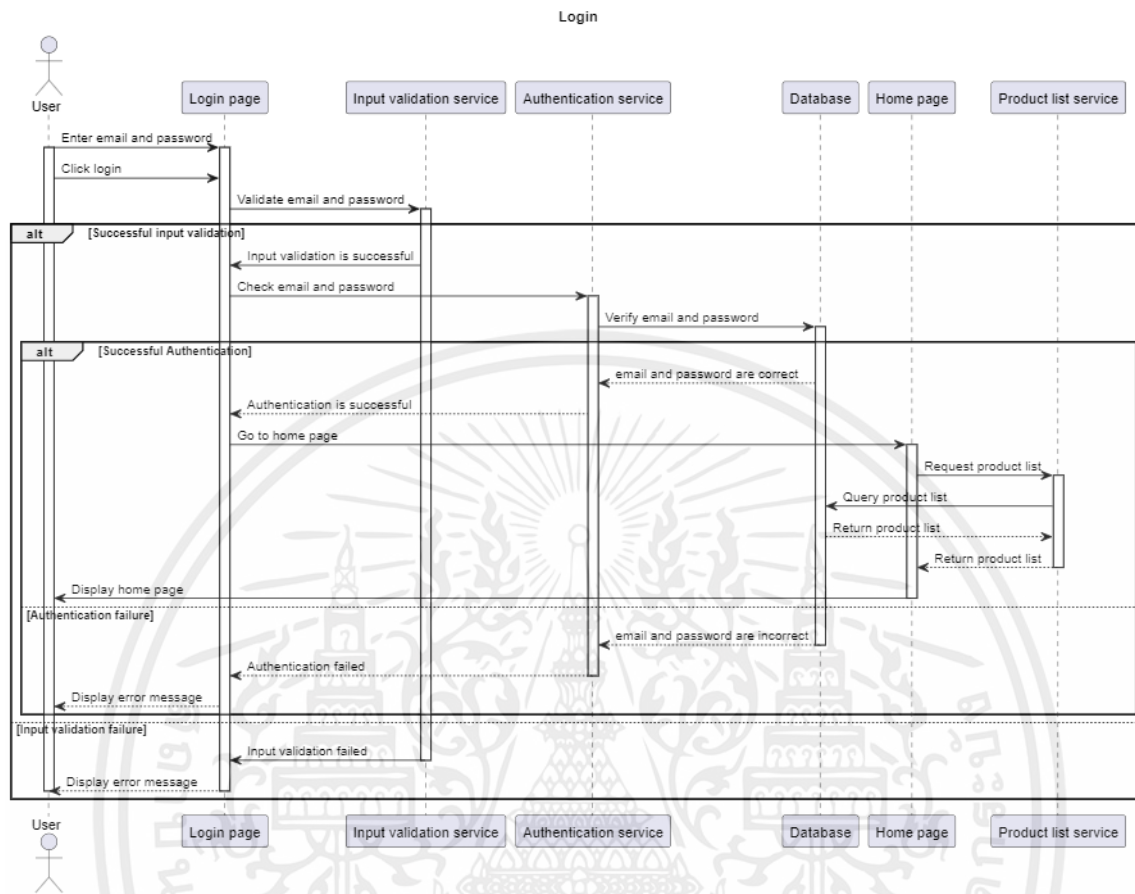 Login
User
Login page
Input validation service
Authentication service
Database
Home page
Product list service
Enter email and password
Click login
Validate email and password
alt [Successful input validation]
Input validation is successful
Check email and password
Verify email and password
alt [Successful Authentication]
email and password are correct
Authentication is successful
Go to home page
Request product list
Query product list
Return product list
Return product list
Display home page
[Authentication failure]
email and password are incorrect
Authentication failed
Display error message
[Input validation failure]
Input validation failed
Display error message
User
Login page
Input validation service
Authentication service
Database
Home page
Product list service